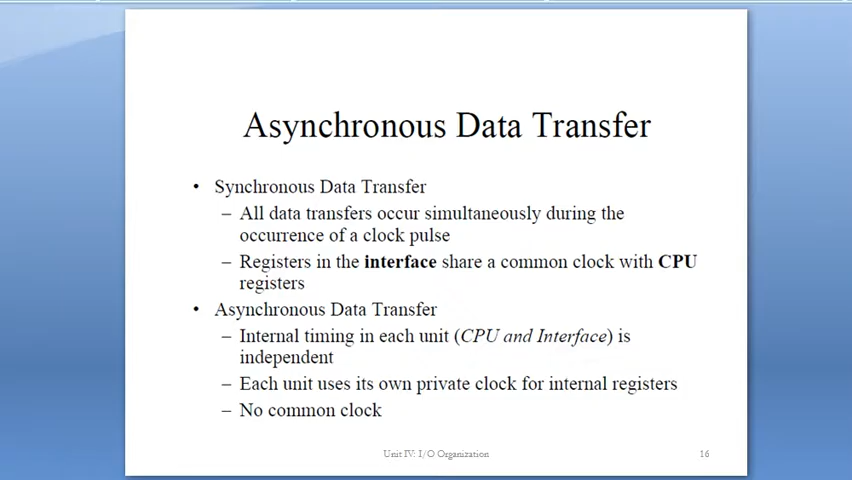 Asynchronous Data Transfer
• Synchronous Data Transfer
– All data transfers occur simultaneously during the
occurrence of a clock pulse
– Registers in the interface share a common clock with CPU
registers
• Asynchronous Data Transfer
– Internal timing in each unit (CPU and Interface) is
independent
– Each unit uses its own private clock for internal registers
– No common clock
Unit IV: I/O Organization
16